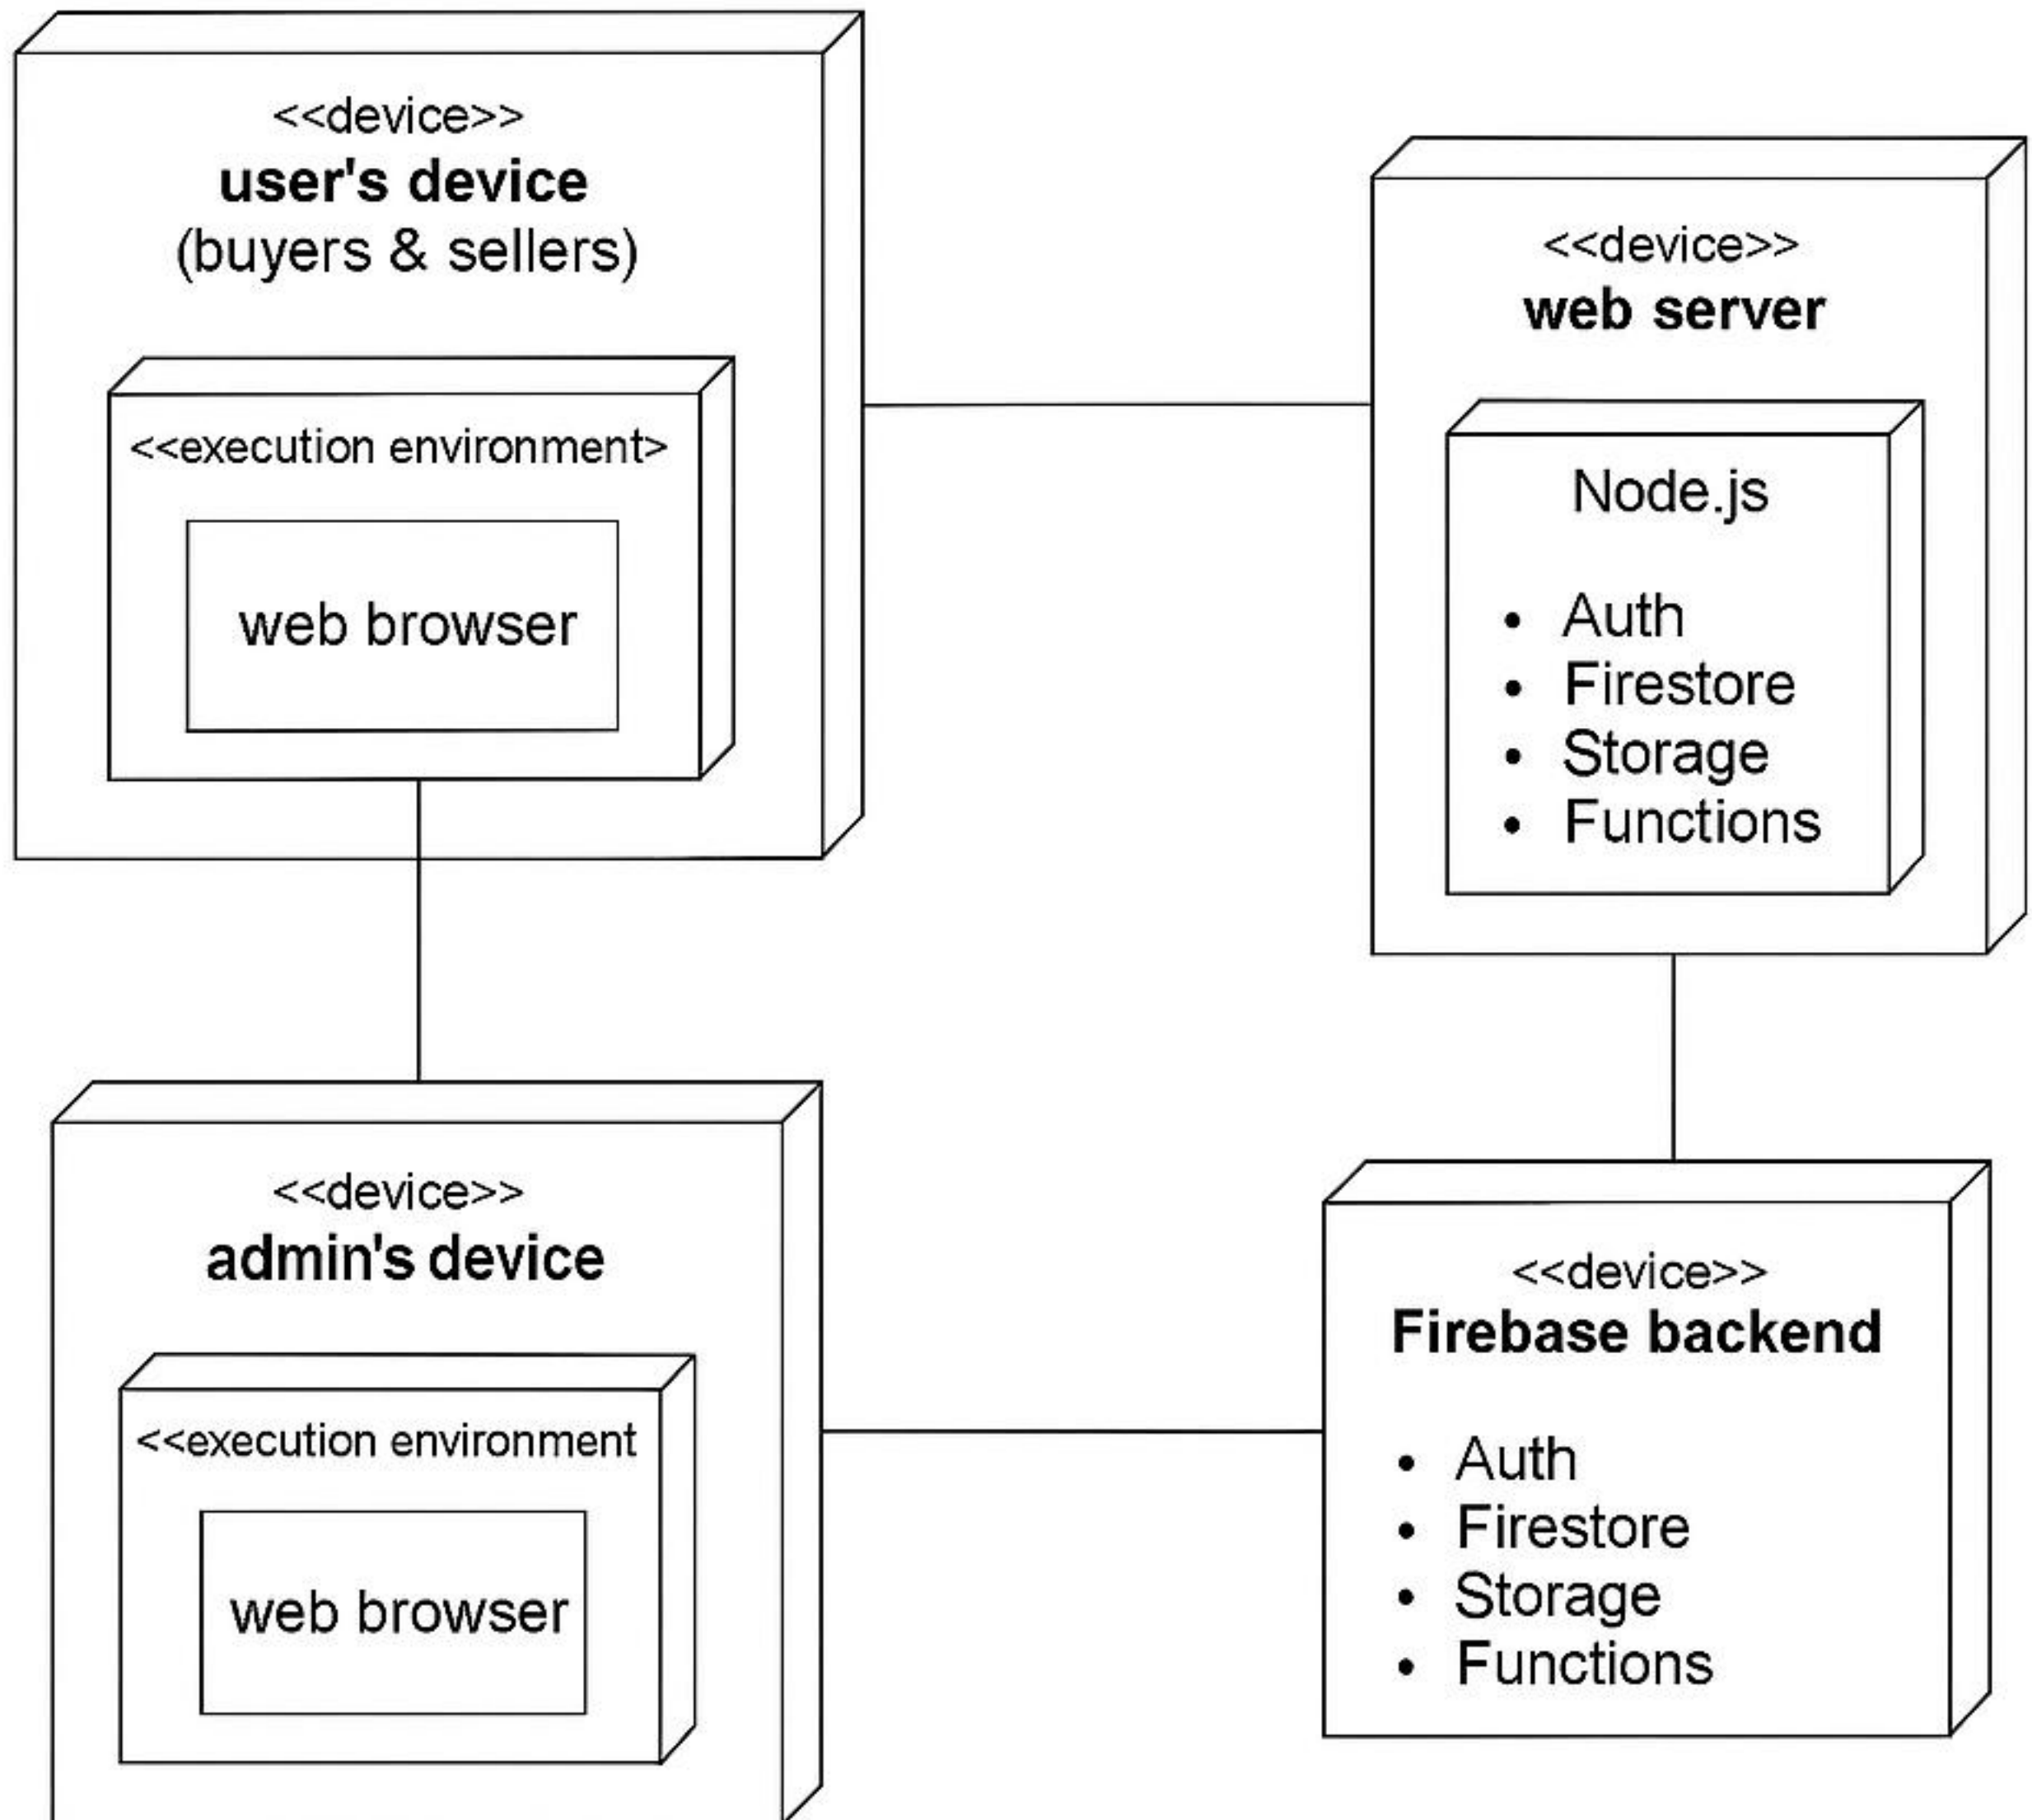 <<device>>
user's device
(buyers & sellers)
<<execution environment>
web browser
<<device>>
web server
Node.js
• Auth
• Firestore
• Storage
• Functions
<<device>>
admin's device
<<execution environment
web browser
<<device>>
Firebase backend
• Auth
• Firestore
• Storage
• Functions